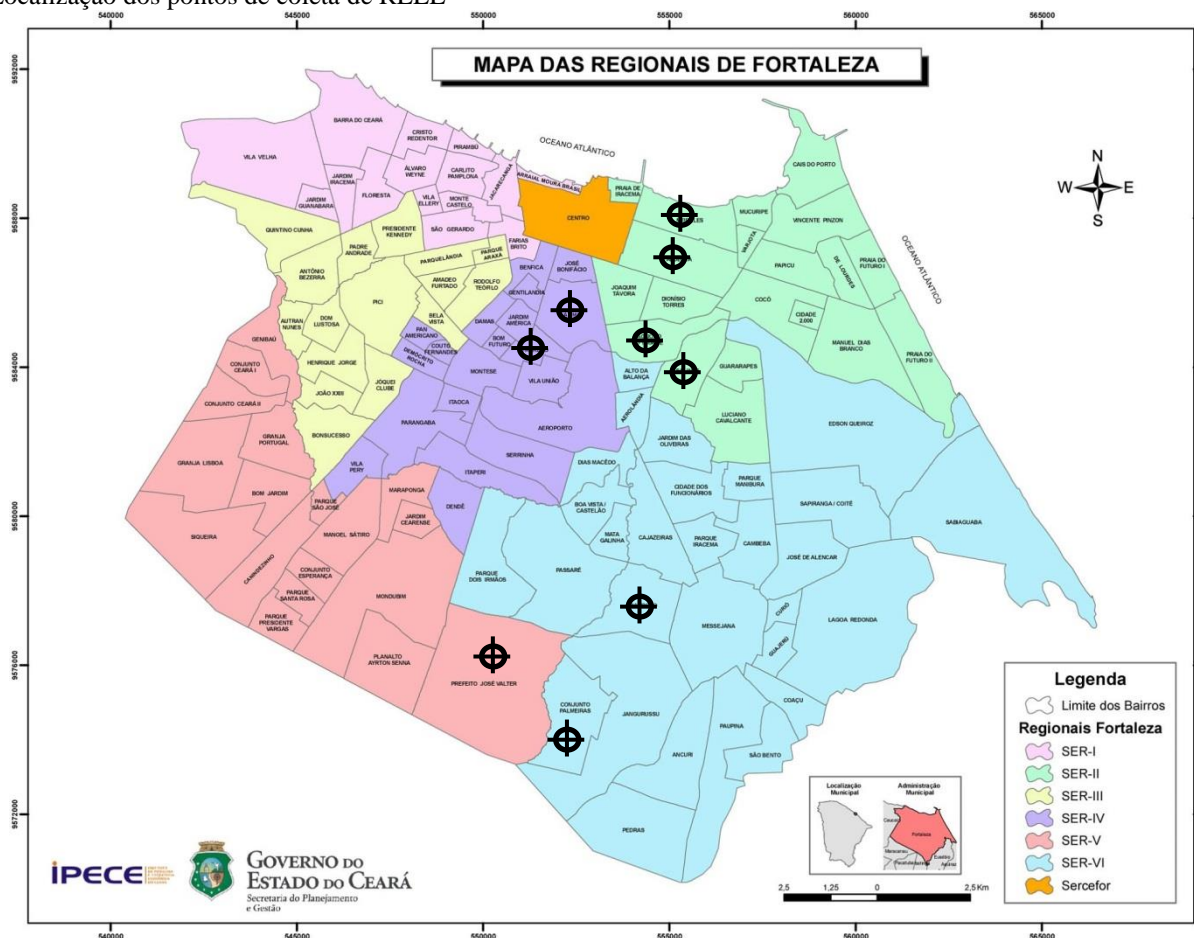 Localização dos pontos de coleta de REEE
540000
545000
550000
555000
560000
565000
MAPA DAS REGIONAIS DE FORTALEZA
9592000
9588000
9584000
9580000
9576000
9572000
N
W
E
S
OCEANO ATLÂNTICO
OCEANO ATLÂNTICO
BARRA DO CEARÁ
VILA VELHA
CRISTO
REDENTOR
PIRAMBÚ
JARDIM
IRACEMA
ÁLVARO
WEYNE
CARLITO
PAMPLONA
JACARECANGA
ARRAIAL MOURA BRASIL
JARDIM
GUANABARA
FLORESTA
VILA
ELLERY
MONTE
CASTELO
SÃO GERARDO
FARIAS
BRITO
CENTRO
PRAIA DE
IRACEMA
CAIS DO PORTO
MUCURIPE
VICENTE PINZON
VARJOTA
PAPICU
DE LOURDES
PRAIA DO
FUTURO I
QUINTINO CUNHA
PADRE
ANDRADE
PRESIDENTE
KENNEDY
PARQUELÂNDIA
PARQUE
ARAXA
ANTÔNIO
BEZERRA
AMADEO
FURTADO
RODOLFO
TEÓFILO
BENFICA
JOSÉ
BONIFÁCIO
GENTILANDIA
JOAQUIM
TÁVORA
DIONÍSIO
TORRES
COCÓ
CIDADE
2.000
PICI
BELA
VISTA
DAMAS
JARDIM
AMÉRICA
BOM
FUTURO
AUTRAN
NUNES
DOM
LUSTOSA
PAN
AMERICANO
COUTO
FERNANDES
DEMÓCRITO
ROCHA
GENIBAÚ
HENRIQUE JORGE
MANUEL DIAS
BRANCO
PRAIA DO
FUTURO II
CONJUNTO
CEARÁ I
JOÃO XXIII
JÓQUEI
CLUBE
MONTESE
VILA UNIÃO
ALTO DA
BALANÇA
GUARARAPES
CONJUNTO CEARÁ II
ITAOCA
AEROLÂNDIA
LUCIANO
CAVALCANTE
EDSON QUEIROZ
GRANJA
PORTUGAL
BONSUCESSO
PARANGABA
AEROPORTO
JARDIM DAS
OLIVEIRAS
GRANJA LISBOA
VILA
PERY
SERRINHA
ITAPERI
DIAS MACÊDO
CIDADE DOS
FUNCIONÁRIOS
PARQUE
MANIBURA
BOM JARDIM
PARQUE
SÃO JOSÉ
MARAPONGA
JARDIM
CEARENSE
DENDÊ
BOA VISTA /
CASTELÃO
SAPIRANGA / COITÉ
SABIAGUABA
SIQUEIRA
MANOEL SÁTIRO
MATA
GALINHA
CAJAZEIRAS
PARQUE
IRACEMA
CAMBEBA
JOSÉ DE ALENCAR
CANINDEZINHO
CONJUNTO
ESPERANÇA
PARQUE
SANTA ROSA
PARQUE
PRESIDENTE
VARGAS
MONDUBIM
PARQUE
DOIS IRMÃOS
PASSARÉ
MESSEJANA
CURIÓ
GUAJERÚ
LAGOA REDONDA
PLANALTO
AYRTON SENNA
PREFEITO JOSÉ VALTER
CONJUNTO
PALMEIRAS
JANGURUSSU
ANCURI
PAUPINA
COAÇU
SÃO BENTO
PEDRAS
Legenda
Limite dos Bairros
Regionais Fortaleza
SER-I
SER-II
SER-III
SER-IV
SER-V
SER-VI
Sercefor
Localização
Municipal
Administração
Municipal
Fortaleza
2,5
1,25
0
2,5 Km
İPECE
GOVERNO DO
ESTADO DO CEARÁ
Secretaria do Planejamento
e Gestão
540000
545000
550000
555000
560000
565000